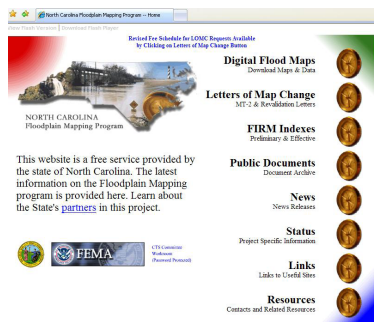 North Carolina Floodplain Mapping Program -- Home
View Flash Version | Download Flash Player
Revised Fee Schedule for LOMC Requests Available
by Clicking on Letters of Map Change Button
Digital Flood Maps
Download Maps & Data
Letters of Map Change
MT-2 & Revalidation Letters
NORTH CAROLINA
Floodplain Mapping Program
FIRM Indexes
Preliminary & Effective
This website is a free service provided by
the state of North Carolina. The latest
information on the Floodplain Mapping
program is provided here. Learn about
the State's partners in this project.
Public Documents
Document Archive
News
News Releases
Status
Project Specific Information
FEMA
CTS Committee
Workroom
(Password Protected)
Links
Links to Useful Sites
Resources
Contacts and Related Resources